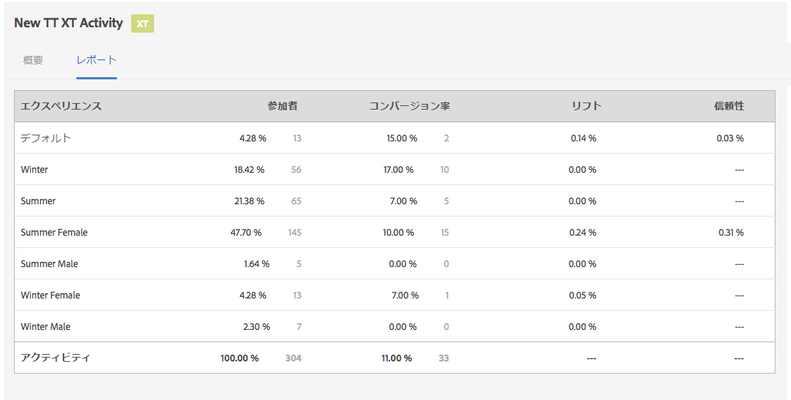 New TT XT Activity XT
概要 レポート
エクスペリエンス 参加者 コンバージョン率 リフト 信頼性
デフォルト 4.28 % 13 15.00 % 2 0.14 % 0.03 %
Winter 18.42 % 56 17.00 % 10 0.00 % ---
Summer 21.38 % 65 7.00 % 5 0.00 % ---
Summer Female 47.70 % 145 10.00 % 15 0.24 % 0.31 %
Summer Male 1.64 % 5 0.00 % 0 0.00 % ---
Winter Female 4.28 % 13 7.00 % 1 0.05 % ---
Winter Male 2.30 % 7 0.00 % 0 0.00 % ---
アクティビティ 100.00 % 304 11.00 % 33 --- ---